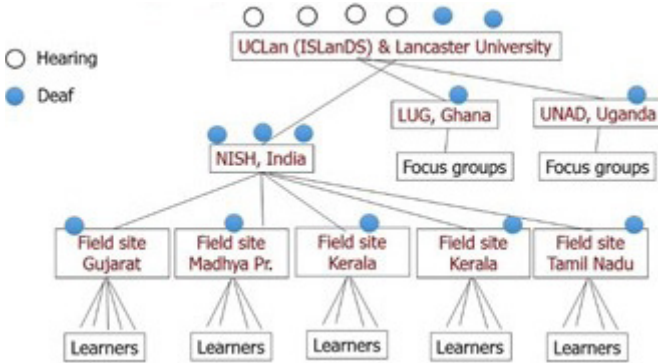 UCLan (ISLanDS) & Lancaster University
Hearing
Deaf
LUG, Ghana
UNAD, Uganda
NISH, India
Focus groups
Focus groups
Field site
Gujarat
Field site
Madhya Pr.
Field site
Kerala
Field site
Kerala
Field site
Tamil Nadu
Learners
Learners
Learners
Learners
Learners